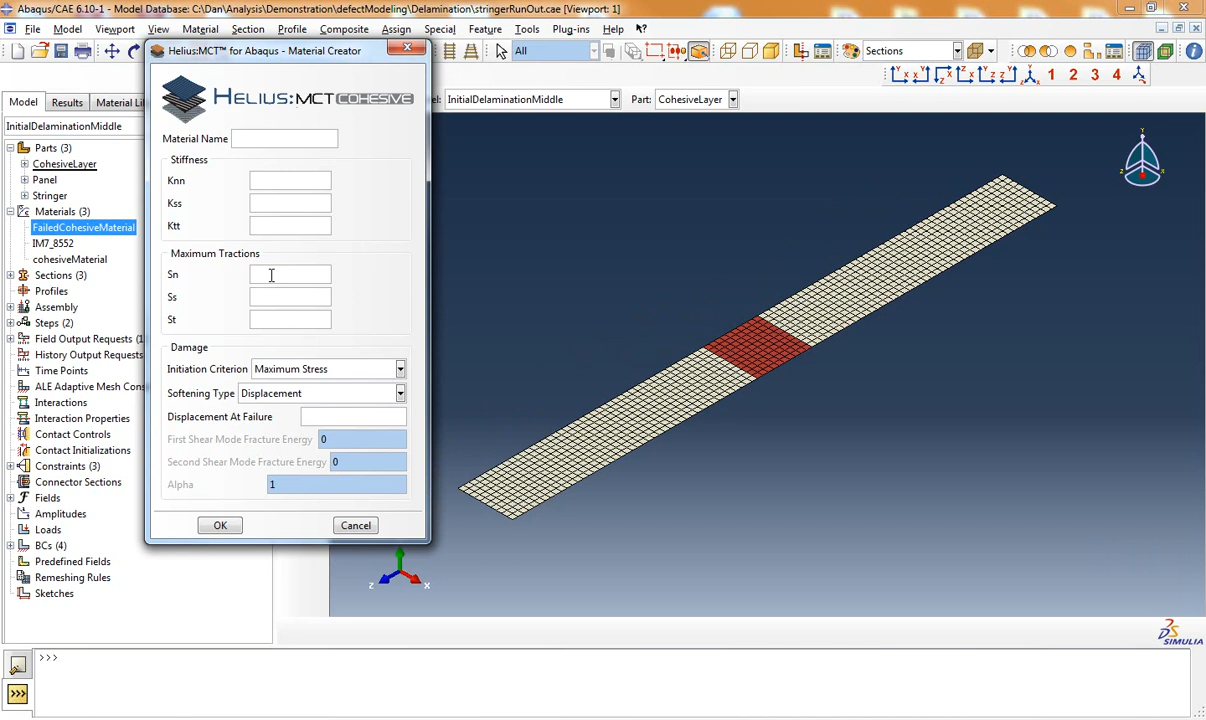 Abaqus/CAE 6.10-1 - Model Database: C:\Dan\Analysis\Demonstration\defectModeling\Delamination\stringerRunOut.cae [Viewport: 1]
File Model Viewport View Material Section Profile Composite Assign Special Feature Tools Plug-ins Help
All Sections
1 2 3 4
Model Results Material Li
InitialDelaminationMiddle Part: CohesiveLayer
InitialDelaminationMiddle
Parts (3)
CohesiveLayer
Panel
Stringer
Materials (3)
FailedCohesiveMaterial
IM7_8552
cohesiveMaterial
Sections (3)
Profiles
Assembly
Steps (2)
Field Output Requests (1
History Output Requests
Time Points
ALE Adaptive Mesh Cons
Interactions
Interaction Properties
Contact Controls
Contact Initializations
Constraints (3)
Connector Sections
Fields
Amplitudes
Loads
BCs (4)
Predefined Fields
Remeshing Rules
Sketches
Helius:MCT™ for Abaqus - Material Creator
HELIUS:MCT COHESIVE
Material Name
Stiffness
Knn
Kss
Ktt
Maximum Tractions
Sn
Ss
St
Damage
Initiation Criterion Maximum Stress
Softening Type Displacement
Displacement At Failure
First Shear Mode Fracture Energy 0
Second Shear Mode Fracture Energy 0
Alpha 1
OK Cancel
Y
Z X
Z X
SIMULIA
>>>
>>>